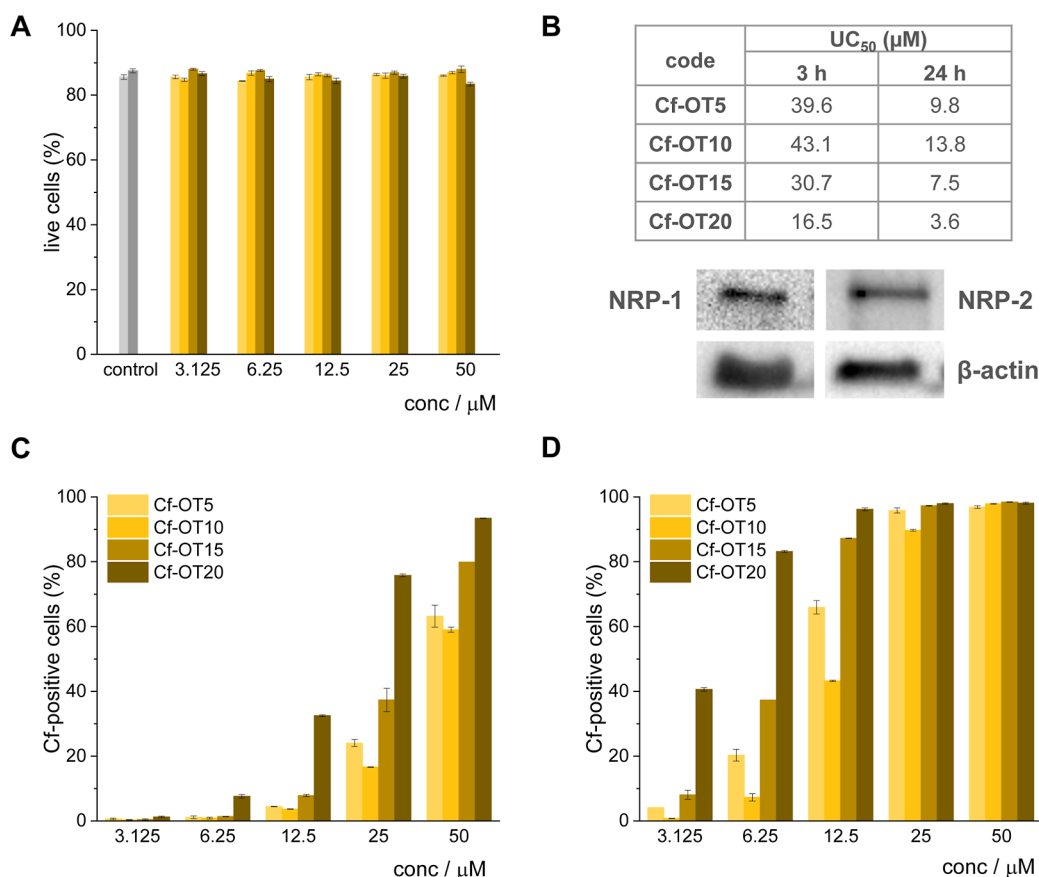 A
live cells (%)
100
80
60
40
20
0
control 3.125 6.25 12.5 25 50
conc / μM
B
code UC50 (μM)
3 h 24 h
Cf-OT5 39.6 9.8
Cf-OT10 43.1 13.8
Cf-OT15 30.7 7.5
Cf-OT20 16.5 3.6
NRP-1 NRP-2
β-actin
C
Cf-positive cells (%)
100
80
60
40
20
0
Cf-OT5
Cf-OT10
Cf-OT15
Cf-OT20
3.125 6.25 12.5 25 50
conc / μM
D
Cf-positive cells (%)
100
80
60
40
20
0
Cf-OT5
Cf-OT10
Cf-OT15
Cf-OT20
3.125 6.25 12.5 25 50
conc / μM